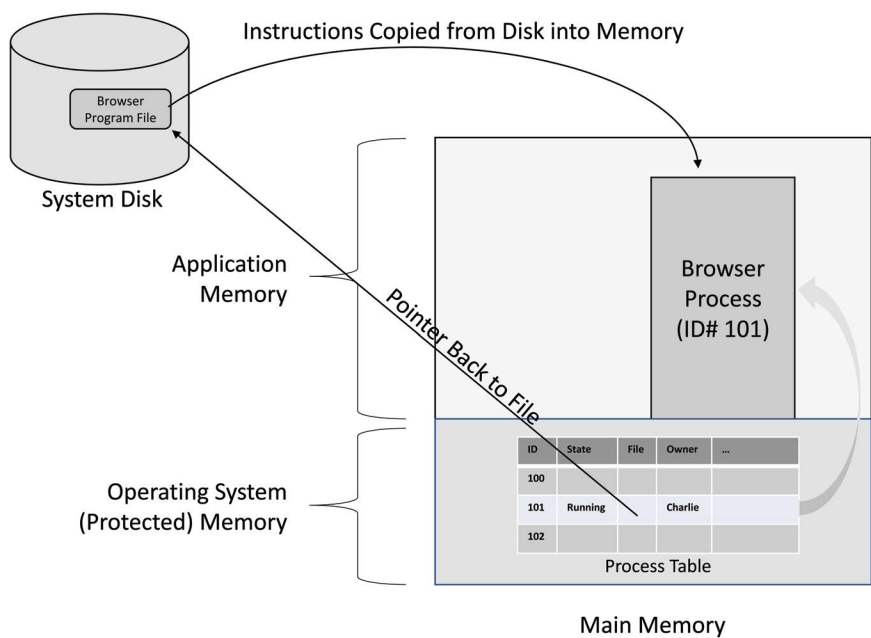 Instructions Copied from Disk into Memory
Browser
Program File
System Disk
Application
Memory
Browser
Process
(ID# 101)
Pointer Back to File
Operating System
(Protected) Memory
ID State File Owner ...
100
101 Running Charlie
102
Process Table
Main Memory